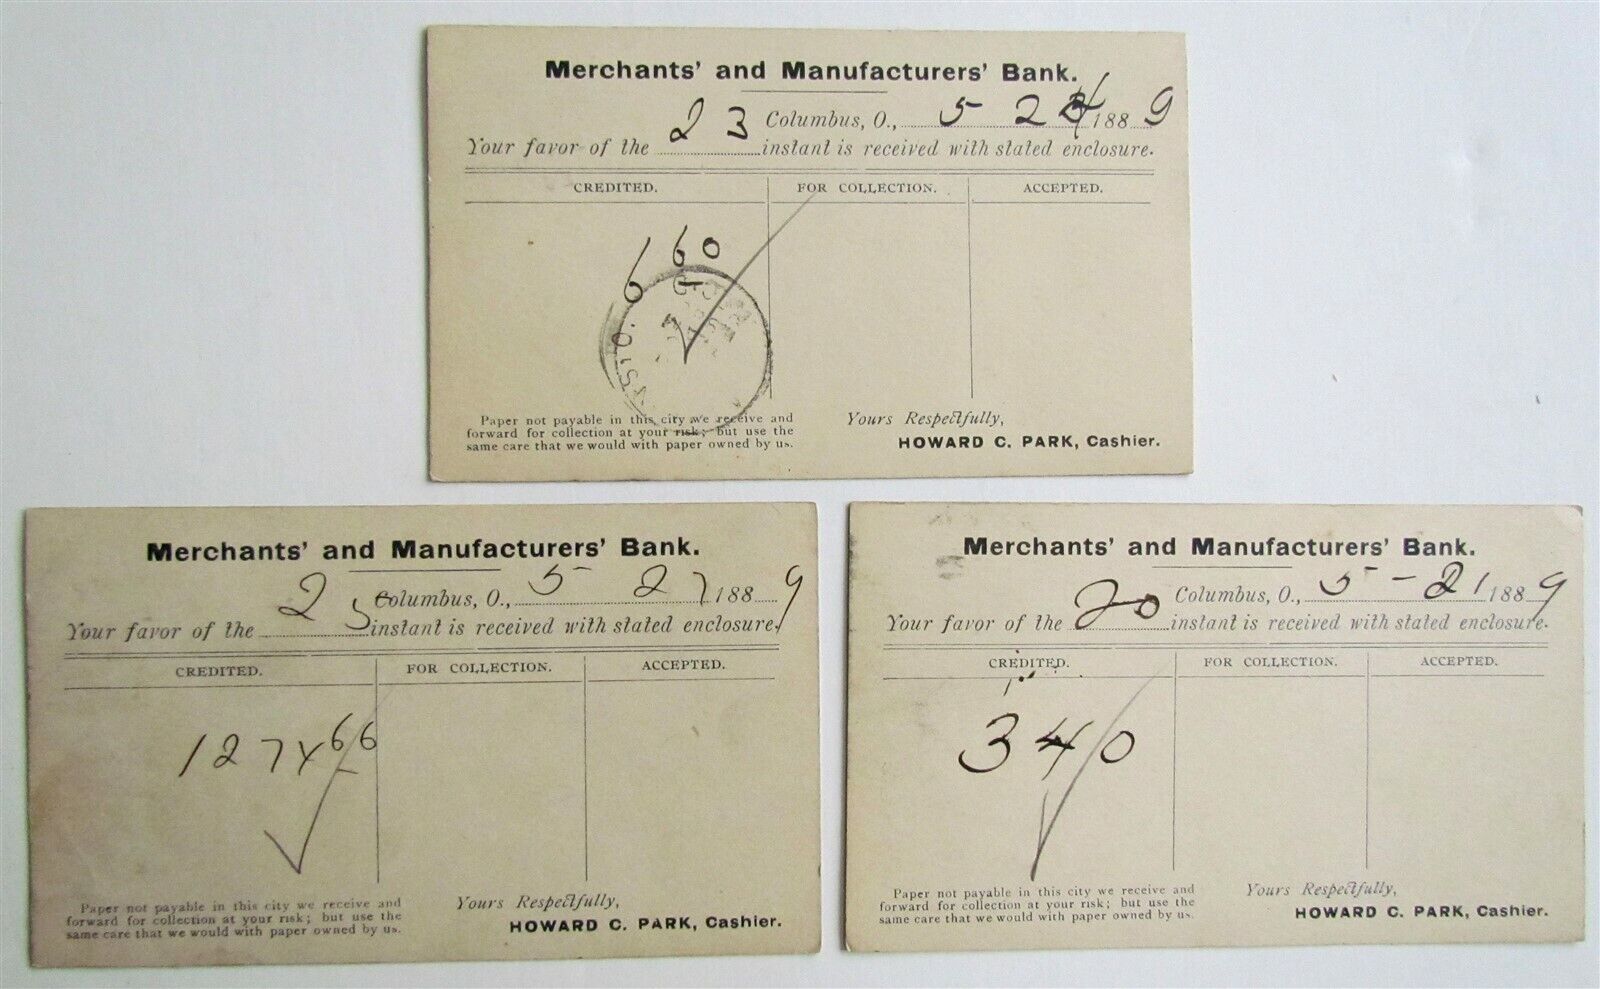 Merchants' and Manufacturers' Bank.
Columbus, O., 5 24 1889
Your favor of the 23 instant is received with stated enclosure.
CREDITED. FOR COLLECTION. ACCEPTED.
6 60
Paper not payable in this city we receive and
forward for collection at your risk; but use the
same care that we would with paper owned by us.
Yours Respectfully,
HOWARD C. PARK, Cashier.
Merchants' and Manufacturers' Bank.
Columbus, O., 5 27 1889
Your favor of the 25 instant is received with stated enclosure.
CREDITED. FOR COLLECTION. ACCEPTED.
1274 66
Paper not payable in this city we receive and
forward for collection at your risk; but use the
same care that we would with paper owned by us.
Yours Respectfully,
HOWARD C. PARK, Cashier.
Merchants' and Manufacturers' Bank.
Columbus, O., 5-21 1889
Your favor of the 20 instant is received with stated enclosure.
CREDITED. FOR COLLECTION. ACCEPTED.
340
Paper not payable in this city we receive and
forward for collection at your risk; but use the
same care that we would with paper owned by us.
Yours Respectfully,
HOWARD C. PARK, Cashier.